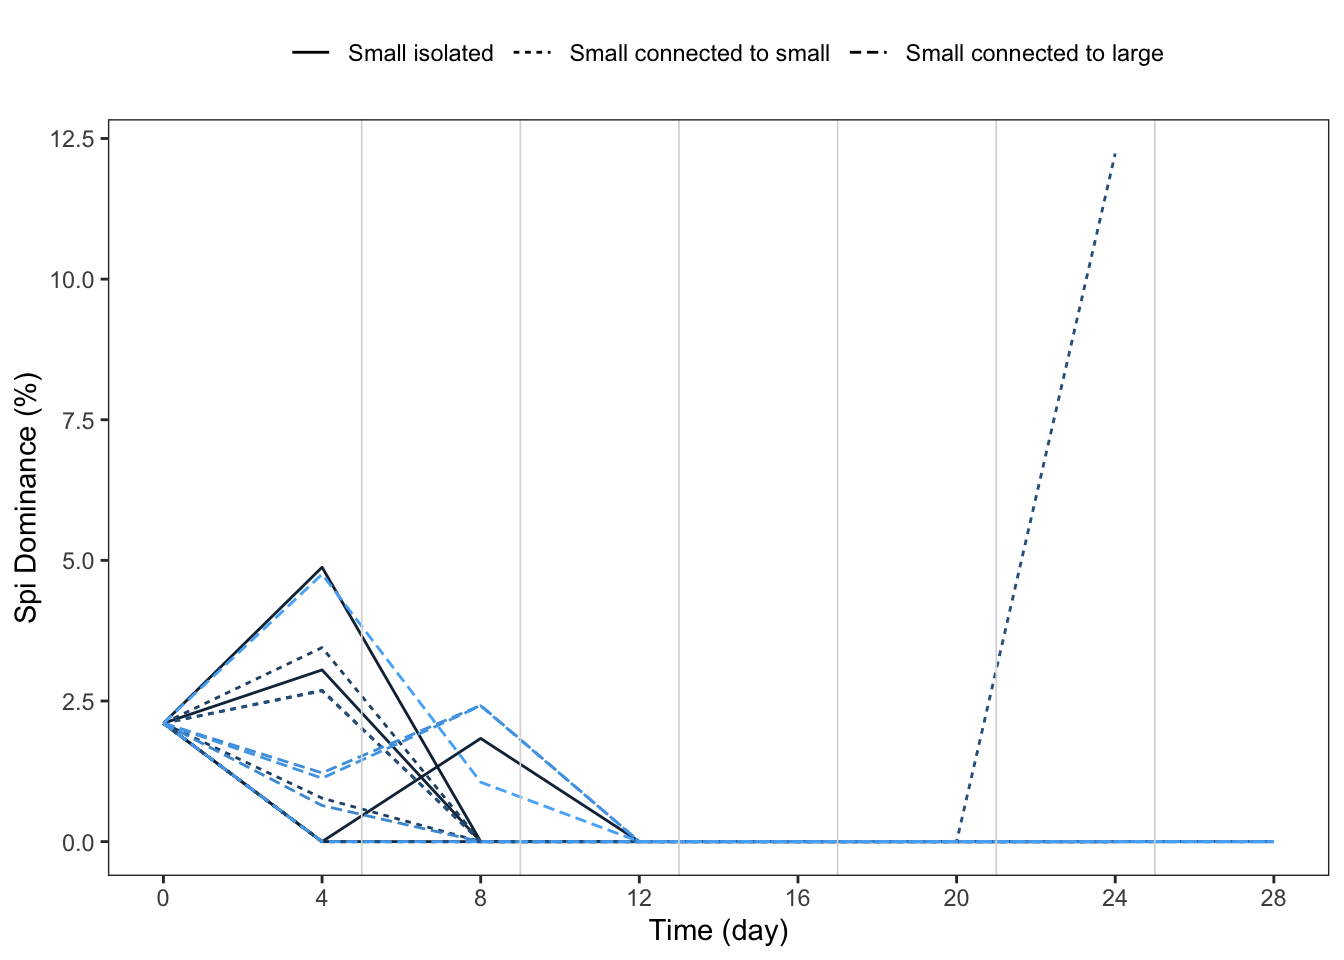 Small isolated Small connected to small Small connected to large
12.5
10.0
7.5
5.0
2.5
0.0
Spi Dominance (%)
0 4 8 12 16 20 24 28
Time (day)